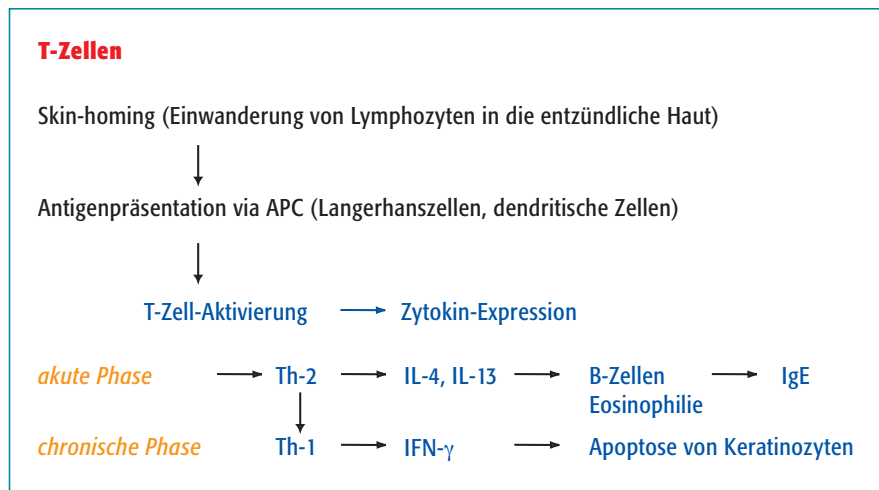 T-Zellen
Skin-homing (Einwanderung von Lymphozyten in die entzündliche Haut)
Antigenpräsentation via APC (Langerhanszellen, dendritische Zellen)
T-Zell-Aktivierung Zytokin-Expression
akute Phase Th-2 IL-4, IL-13 B-Zellen IgE
Eosinophilie
chronische Phase Th-1 IFN-γ Apoptose von Keratinozyten